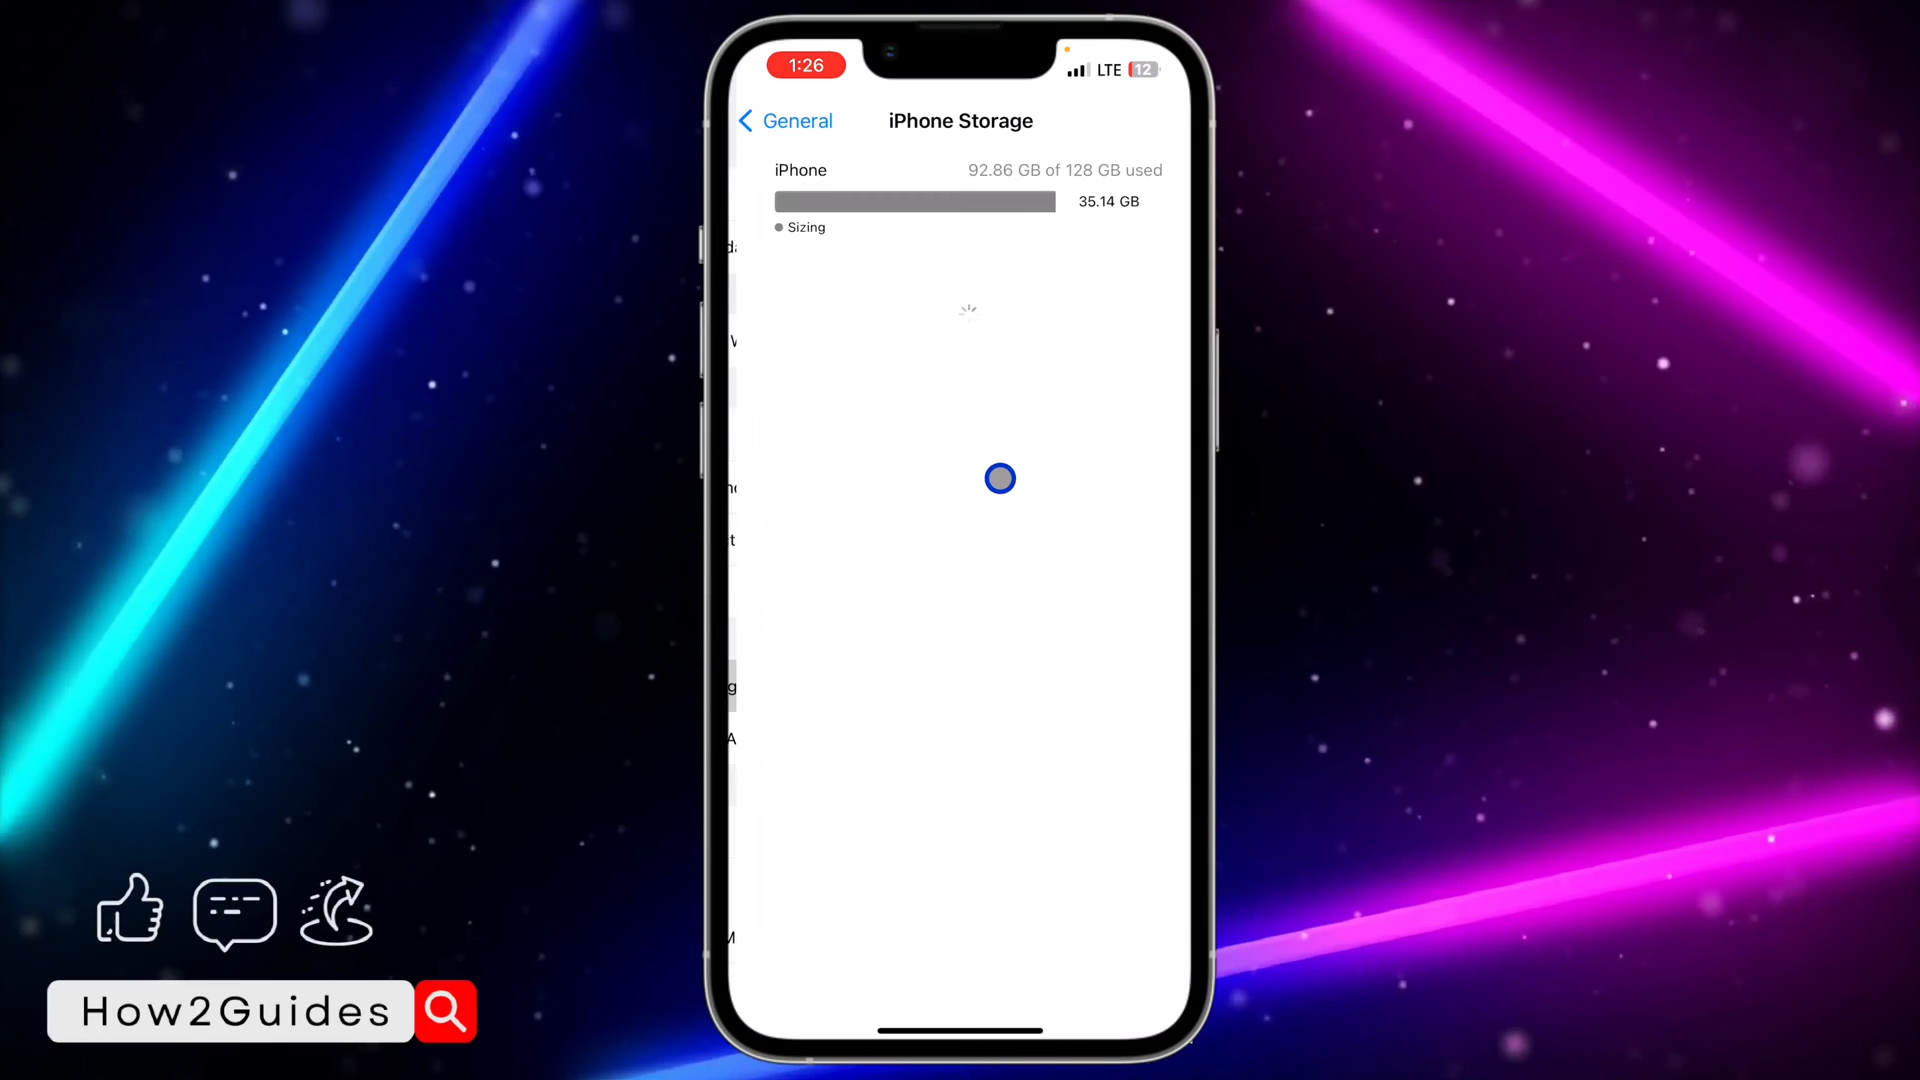 1:26
LTE 12
General
iPhone Storage
iPhone
92.86 GB of 128 GB used
35.14 GB
Sizing
g
A
M
How2Guides